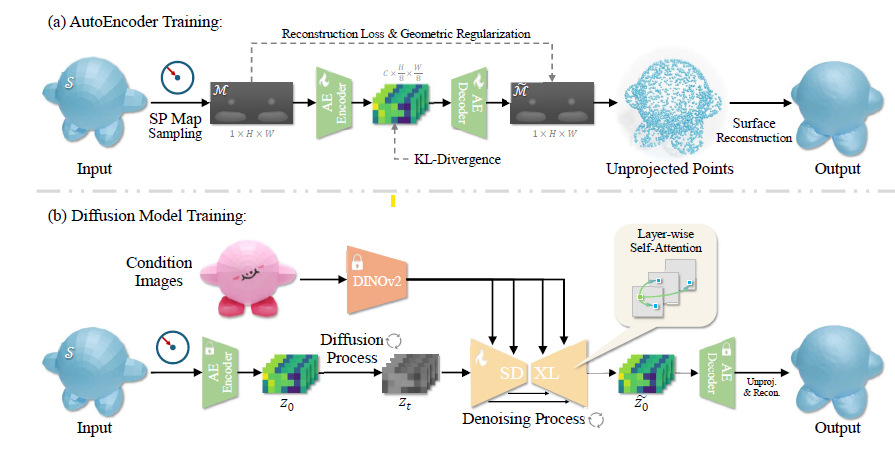 (a) AutoEncoder Training:
Reconstruction Loss & Geometric Regularization
S
SP Map
Sampling
M
1 × H × W
AE
Encoder
C × H/8 × W/8
AE
Decoder
M̃
1 × H × W
KL-Divergence
Surface
Reconstruction
Input
Unprojected Points
Output
(b) Diffusion Model Training:
Layer-wise
Self-Attention
Condition
Images
DINOv2
S
AE
Encoder
Diffusion
Process
SD XL
AE
Decoder
Unproj.
& Recon.
z₀
zₜ
z̃₀
Denoising Process
Input
Output